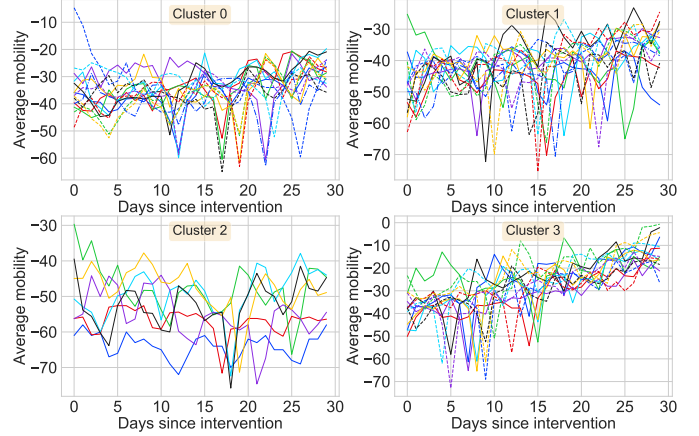 Cluster 0
Average mobility
−10
−20
−30
−40
−50
−60
0 5 10 15 20 25 30
Days since intervention
Cluster 1
Average mobility
−30
−40
−50
−60
−70
0 5 10 15 20 25 30
Days since intervention
Cluster 2
Average mobility
−30
−40
−50
−60
−70
0 5 10 15 20 25 30
Days since intervention
Cluster 3
Average mobility
0
−10
−20
−30
−40
−50
−60
−70
0 5 10 15 20 25 30
Days since intervention